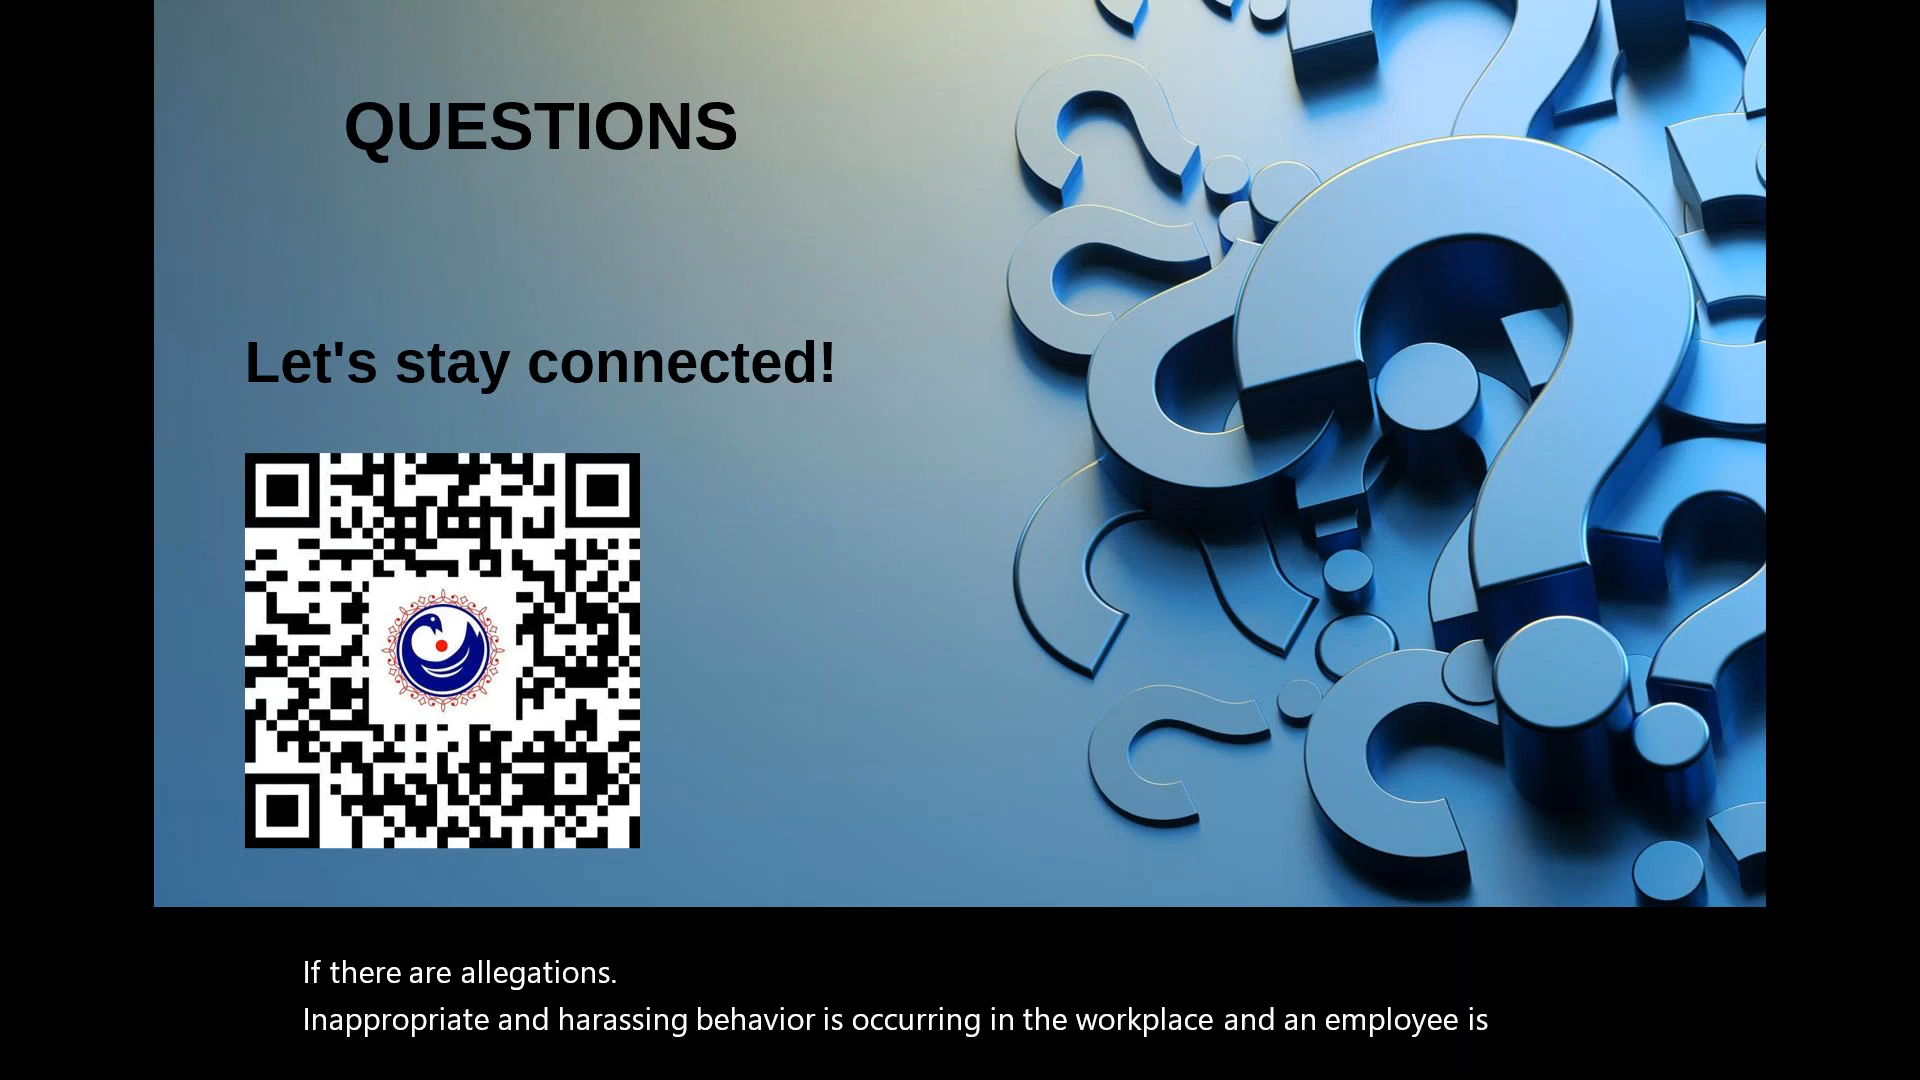 QUESTIONS
Let's stay connected!
If there are allegations.
Inappropriate and harassing behavior is occurring in the workplace and an employee is